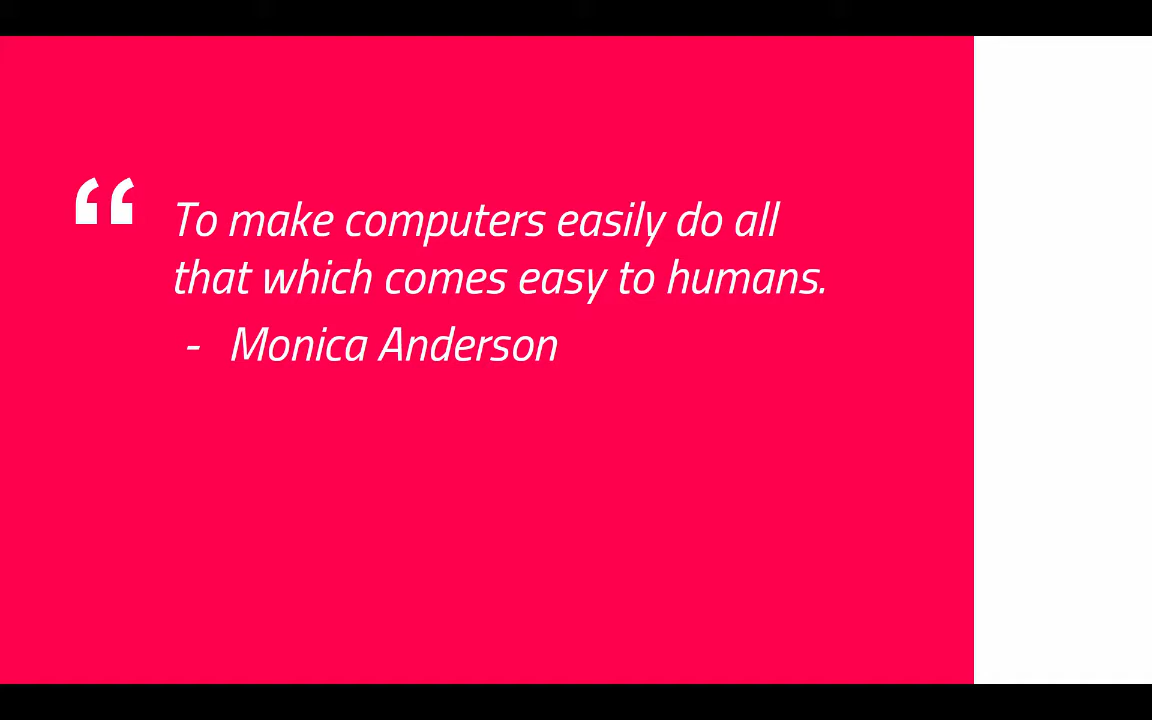 “ To make computers easily do all
that which comes easy to humans.
- Monica Anderson